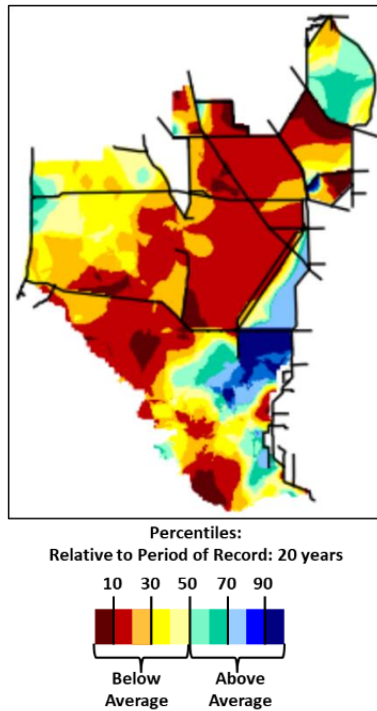 Percentiles:
Relative to Period of Record: 20 years
10 30 50 70 90
Below Above
Average Average